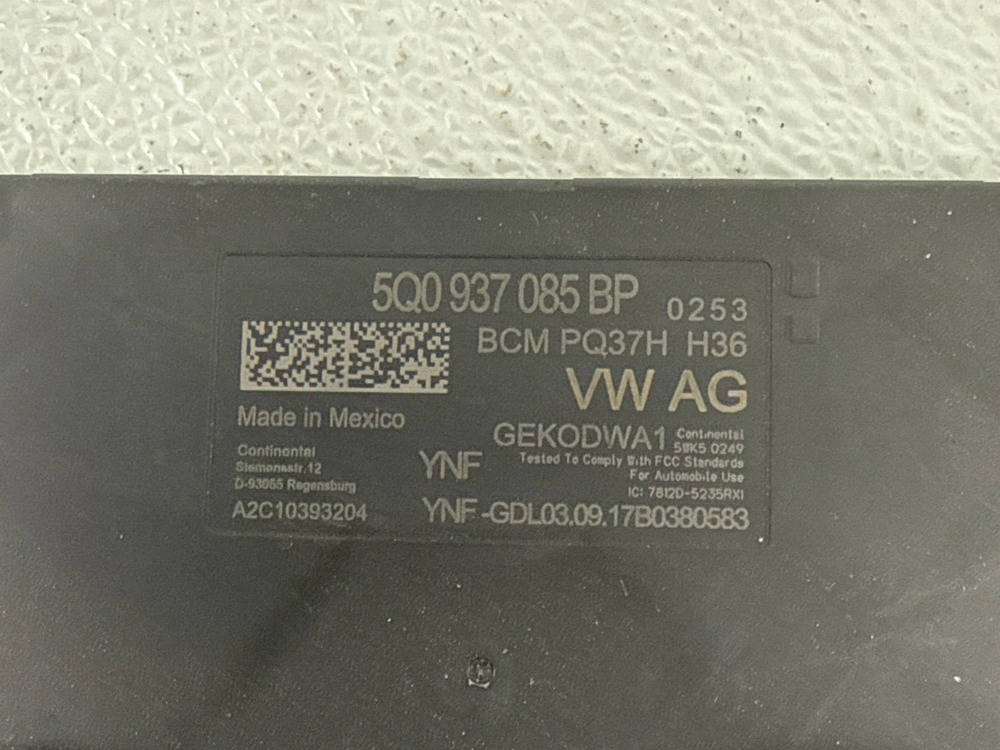 5Q0 937 085 BP 0253
BCM PQ37H H36
VW AG
Made in Mexico
GEKODWA1
Continental
5WK5 0249
Tested To Comply With FCC Standards
For Automobile Use
IC: 7812D-5235RXI
Continental
Siemensstr.12
D-93055 Regensburg
YNF
A2C10393204
YNF-GDL03.09.17B0380583